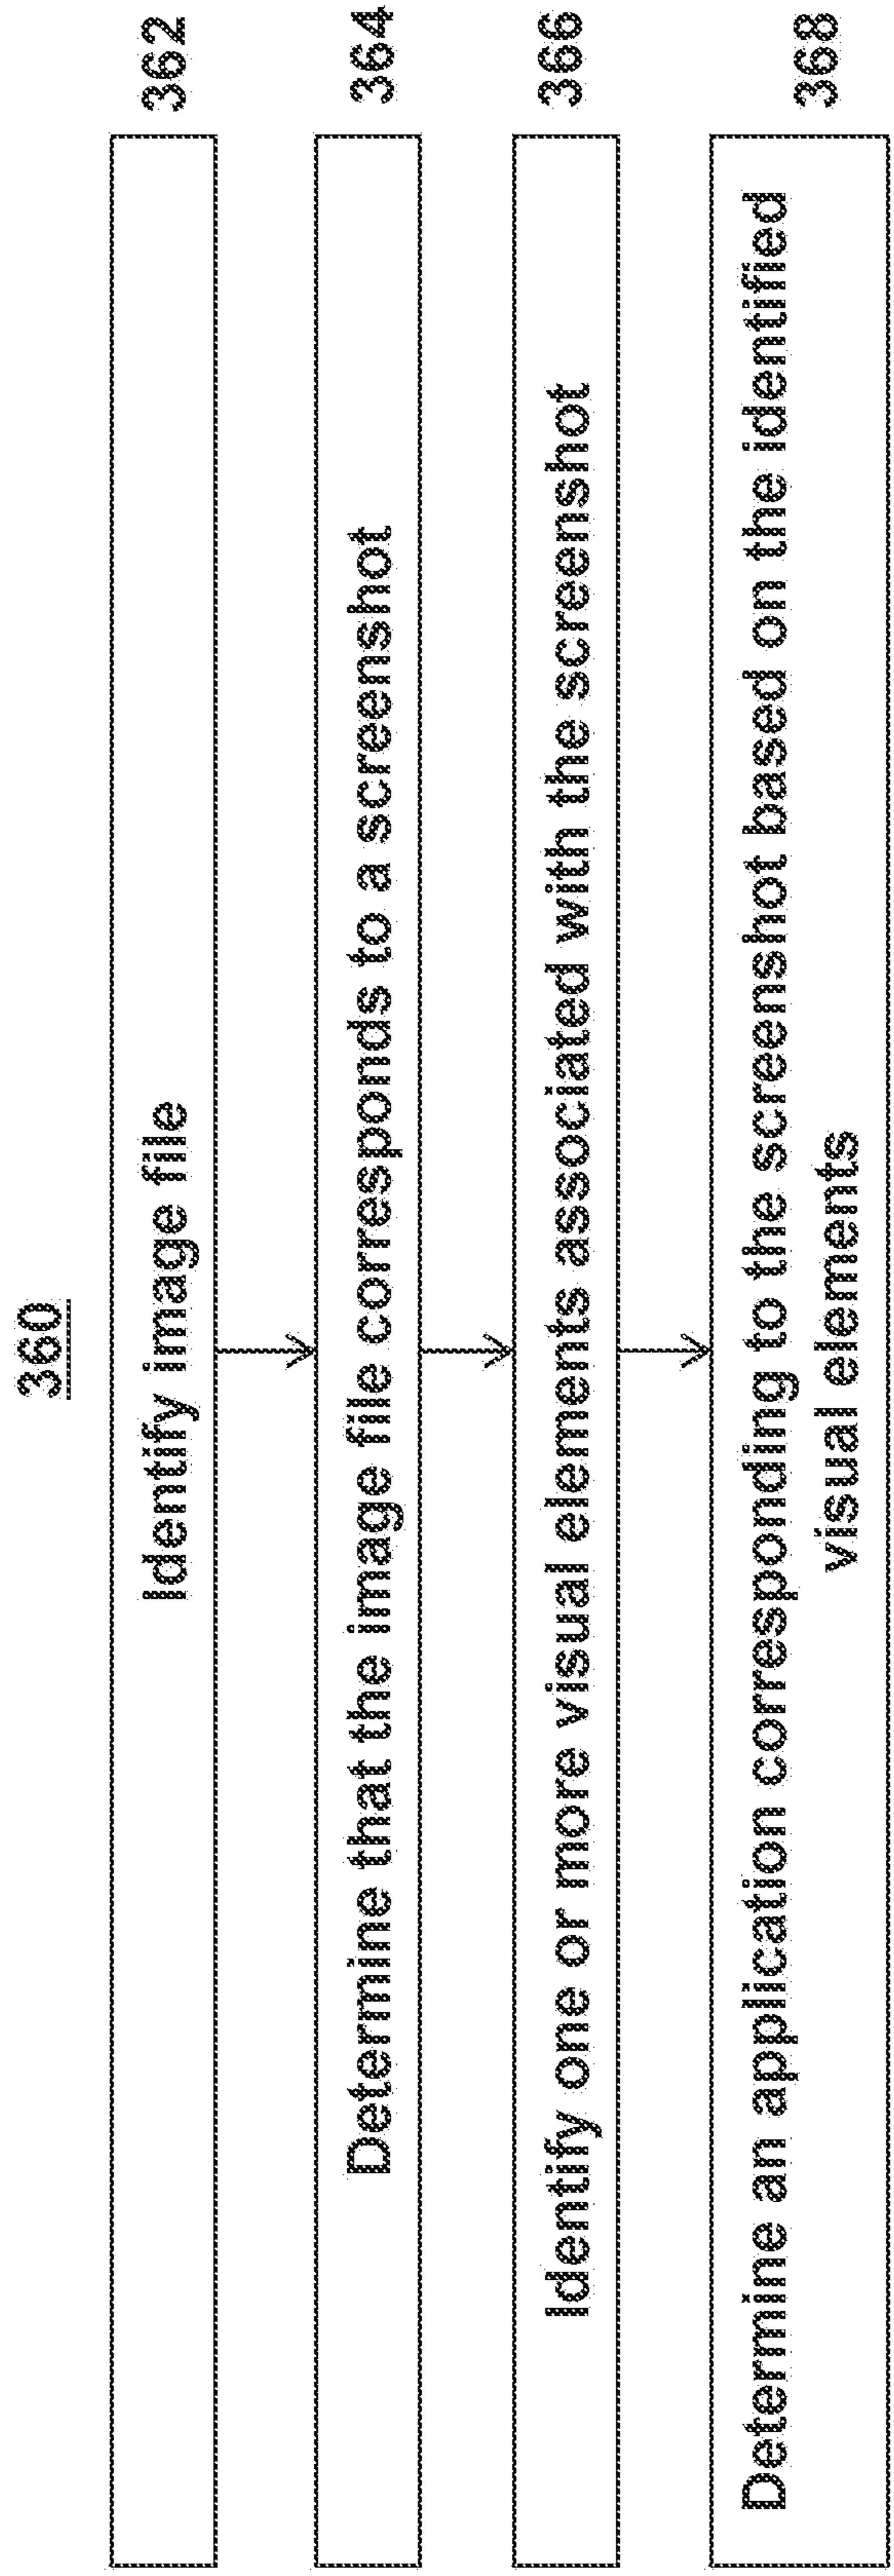 360
Identify image file
362
Determine that the image file corresponds to a screenshot
364
Identify one or more visual elements associated with the screenshot
366
Determine an application corresponding to the screenshot based on the identified
visual elements
368